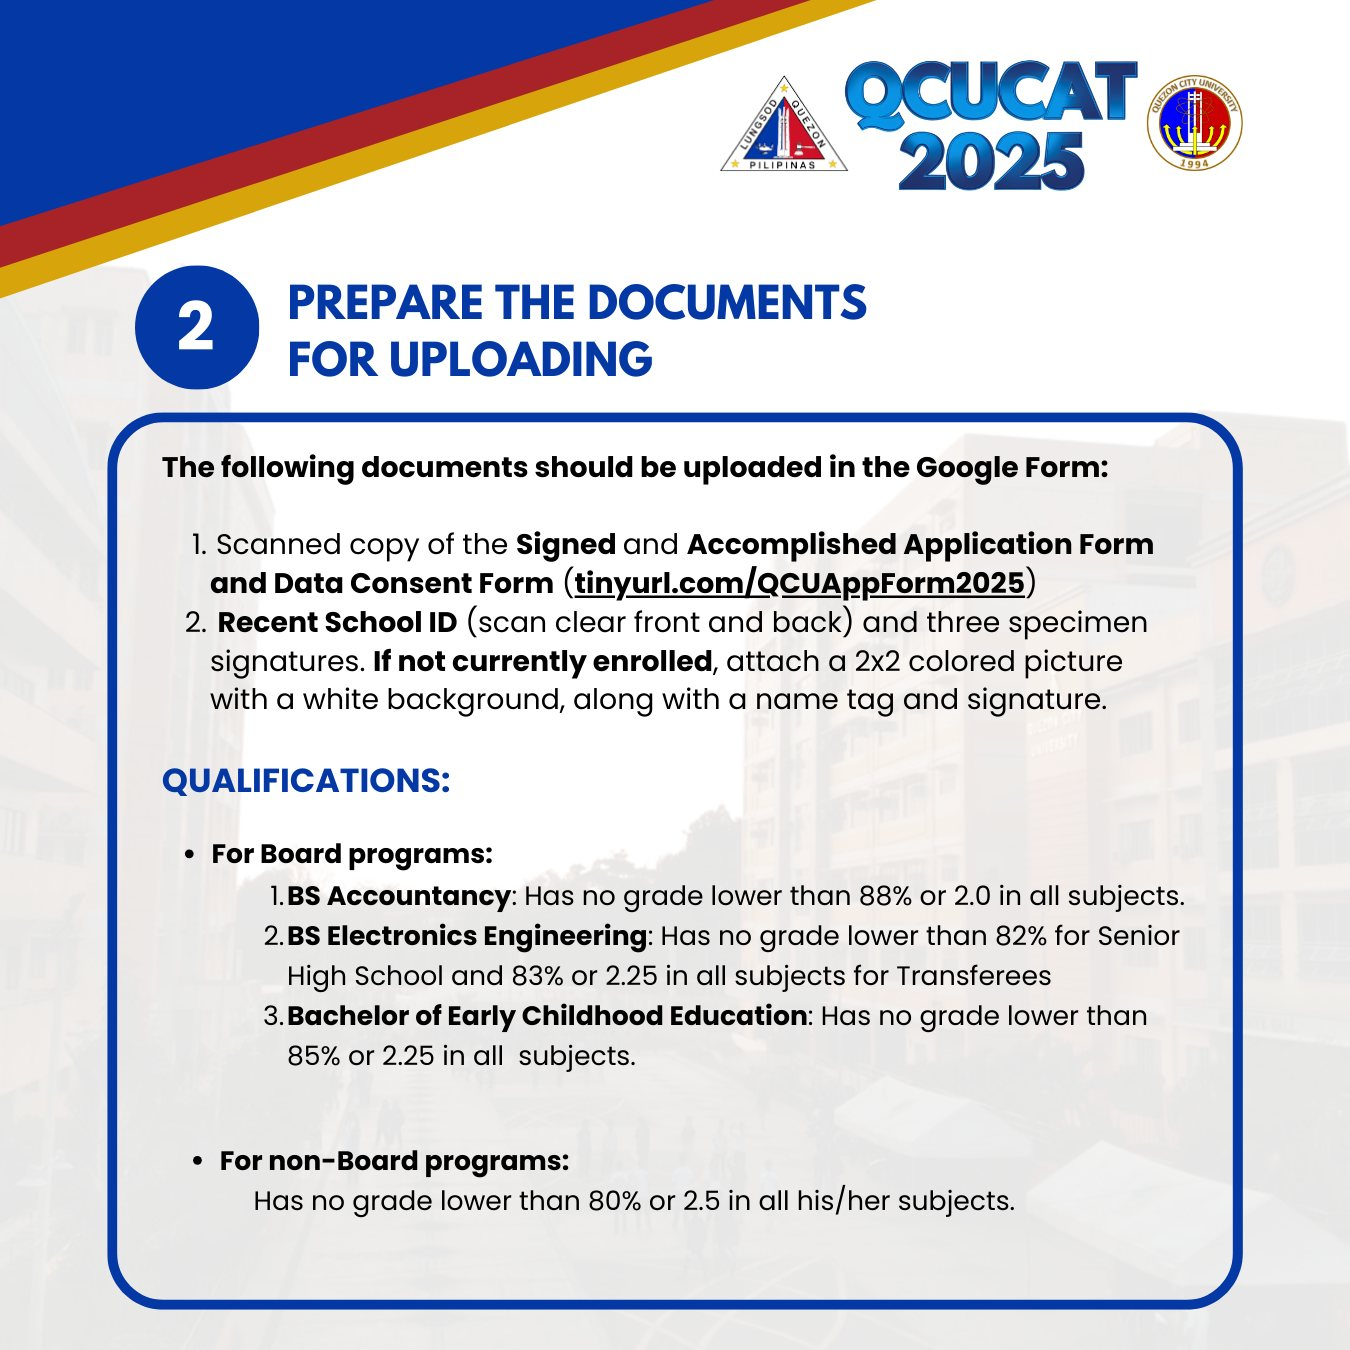 LUNGSOD QUEZON
PILIPINAS
QCUCAT
2025
QUEZON CITY UNIVERSITY
1994
2
PREPARE THE DOCUMENTS
FOR UPLOADING
The following documents should be uploaded in the Google Form:
1. Scanned copy of the Signed and Accomplished Application Form
and Data Consent Form (tinyurl.com/QCUAppForm2025)
2. Recent School ID (scan clear front and back) and three specimen
signatures. If not currently enrolled, attach a 2x2 colored picture
with a white background, along with a name tag and signature.
QUALIFICATIONS:
• For Board programs:
1. BS Accountancy: Has no grade lower than 88% or 2.0 in all subjects.
2. BS Electronics Engineering: Has no grade lower than 82% for Senior
High School and 83% or 2.25 in all subjects for Transferees
3. Bachelor of Early Childhood Education: Has no grade lower than
85% or 2.25 in all  subjects.
• For non-Board programs:
Has no grade lower than 80% or 2.5 in all his/her subjects.
QUEZON CITY
UNIVERSITY